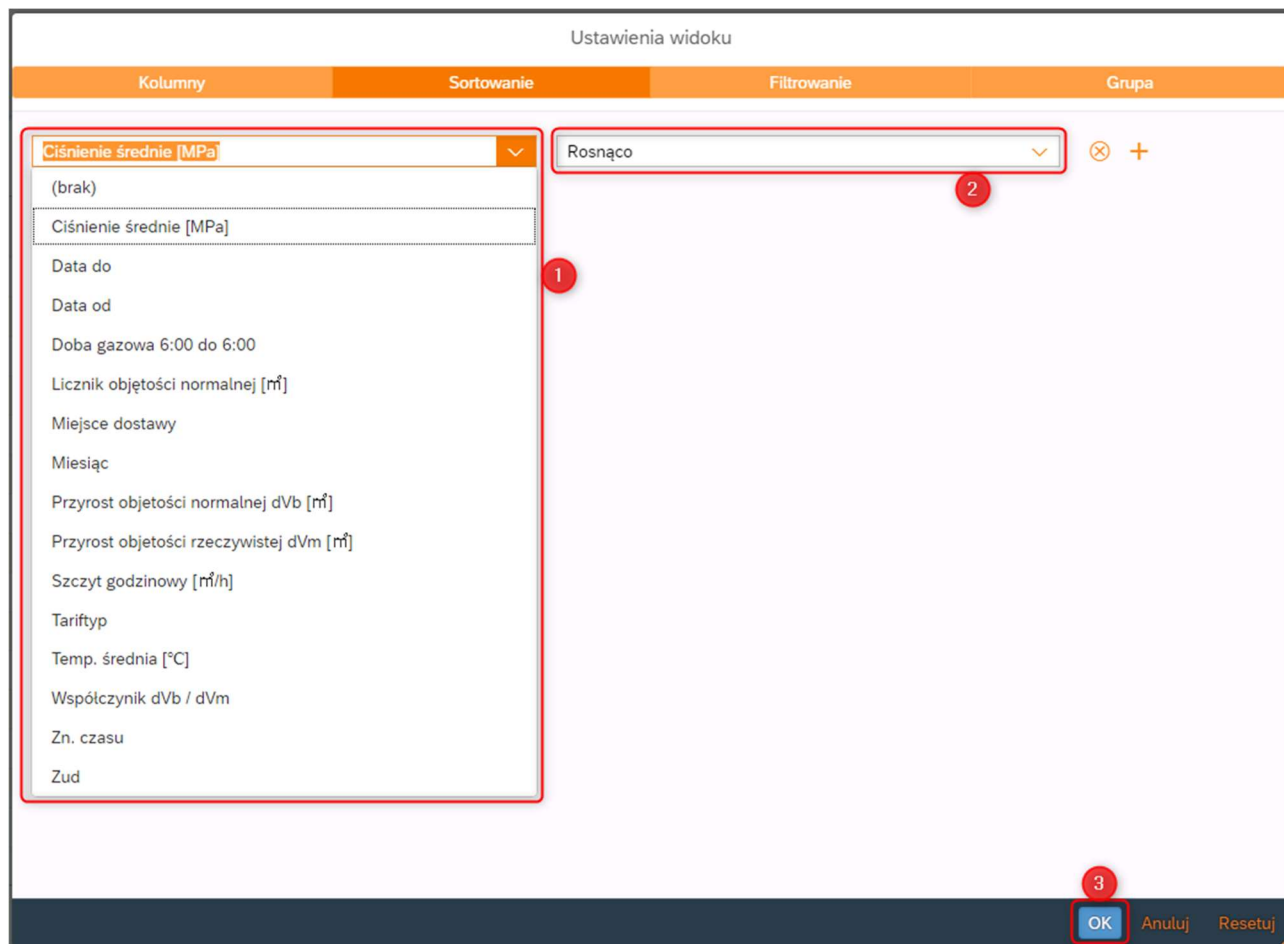 Ustawienia widoku
Kolumny Sortowanie Filtrowanie Grupa
Ciśnienie średnie [MPa] Rosnąco
2
(brak)
Ciśnienie średnie [MPa]
1
Data do
Data od
Doba gazowa 6:00 do 6:00
Licznik objętości normalnej [㎥]
Miejsce dostawy
Miesiąc
Przyrost objetości normalnej dVb [㎥]
Przyrost objetości rzeczywistej dVm [㎥]
Szczyt godzinowy [㎥/h]
Tariftyp
Temp. średnia [°C]
Współczynik dVb / dVm
Zn. czasu
Zud
3
OK Anuluj Resetuj